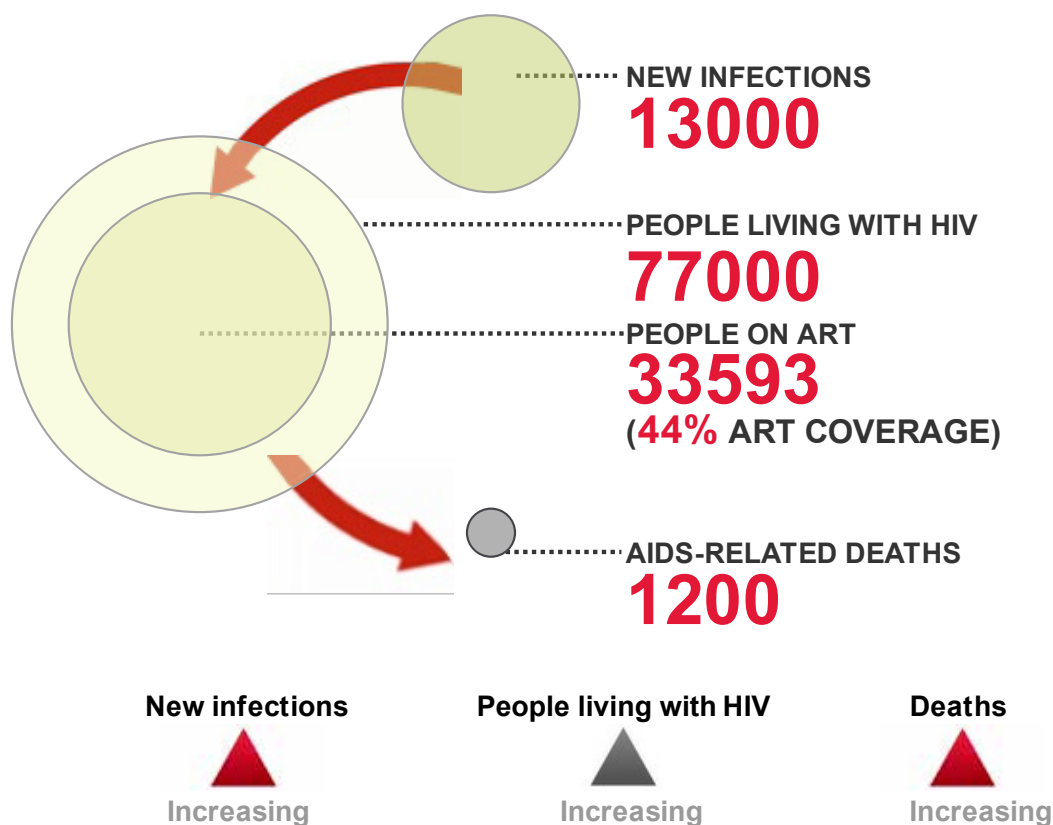 NEW INFECTIONS
13000
PEOPLE LIVING WITH HIV
77000
PEOPLE ON ART
33593
(44% ART COVERAGE)
AIDS-RELATED DEATHS
1200
New infections People living with HIV Deaths
Increasing Increasing Increasing